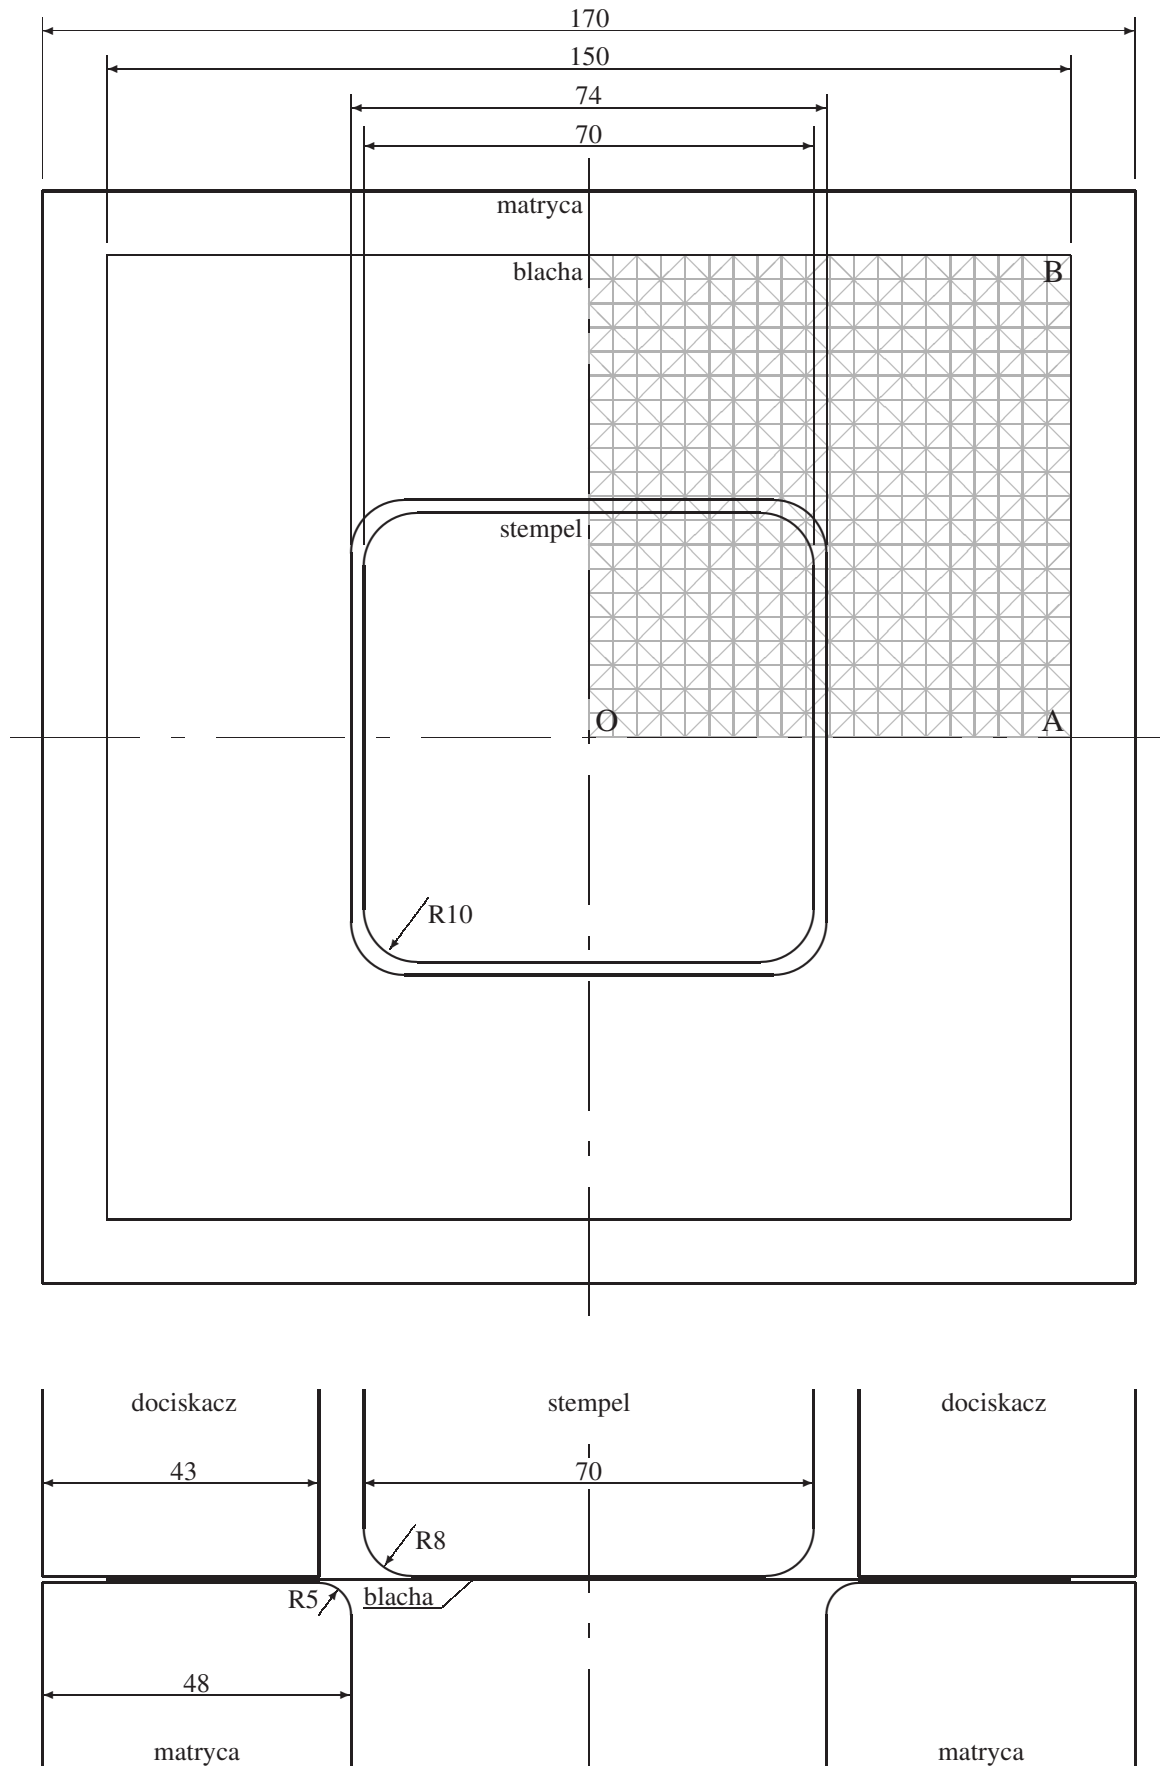 170
150
74
70
matryca
blacha
B
stempel
O
A
R10
dociskacz
stempel
dociskacz
43
70
R8
R5
blacha
48
matryca
matryca